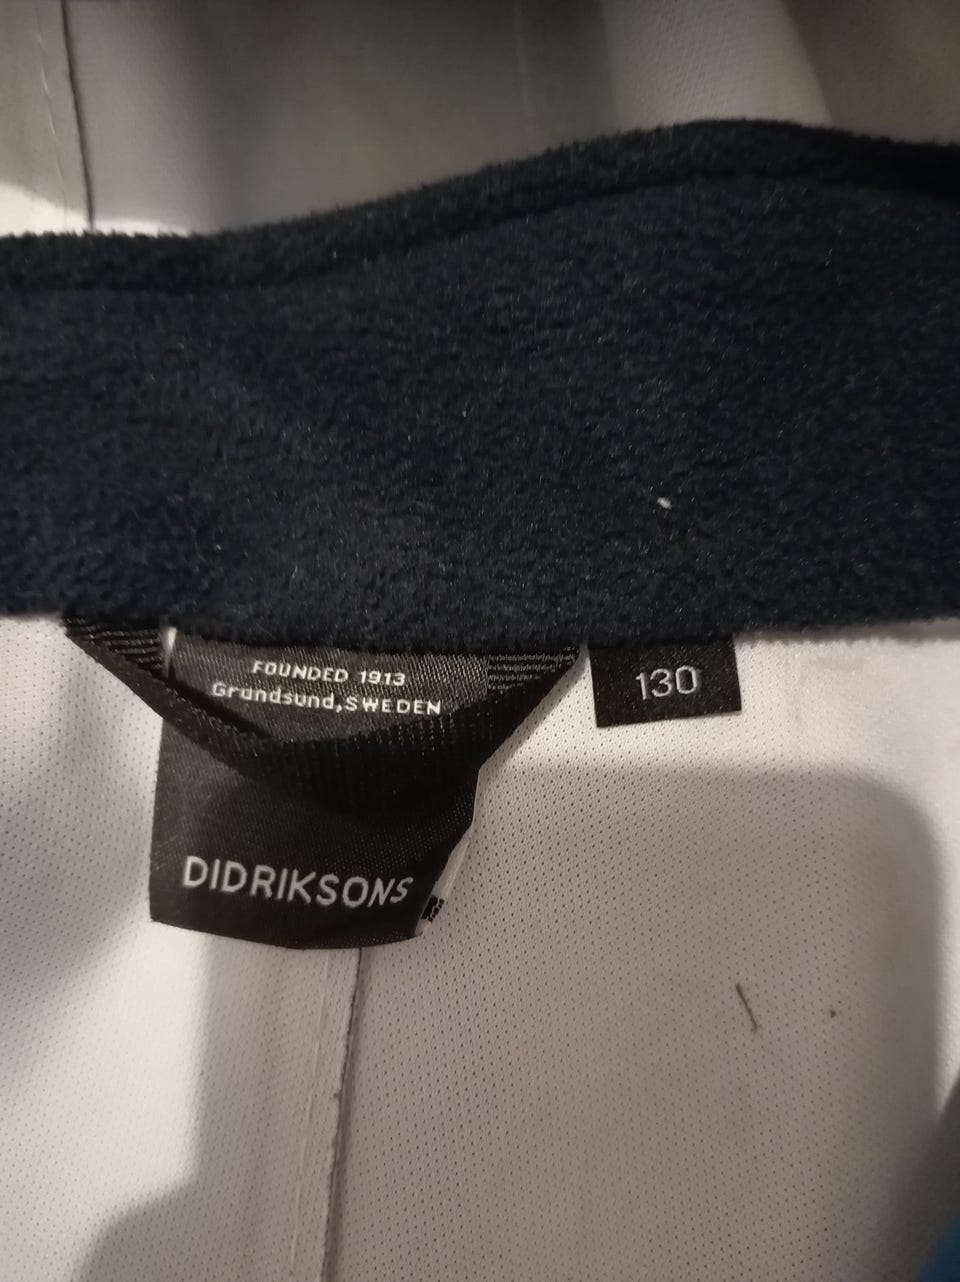 FOUNDED 1913
Grundsund, SWEDEN
130
DIDRIKSONS